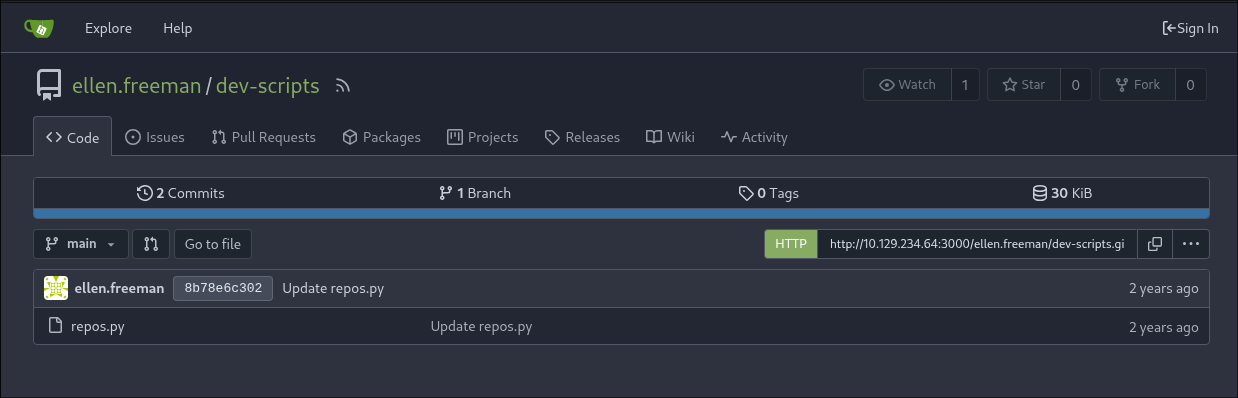 Explore Help Sign In
ellen.freeman / dev-scripts Watch 1 Star 0 Fork 0
Code Issues Pull Requests Packages Projects Releases Wiki Activity
2 Commits 1 Branch 0 Tags 30 KiB
main Go to file HTTP http://10.129.234.64:3000/ellen.freeman/dev-scripts.gi
ellen.freeman 8b78e6c302 Update repos.py 2 years ago
repos.py Update repos.py 2 years ago